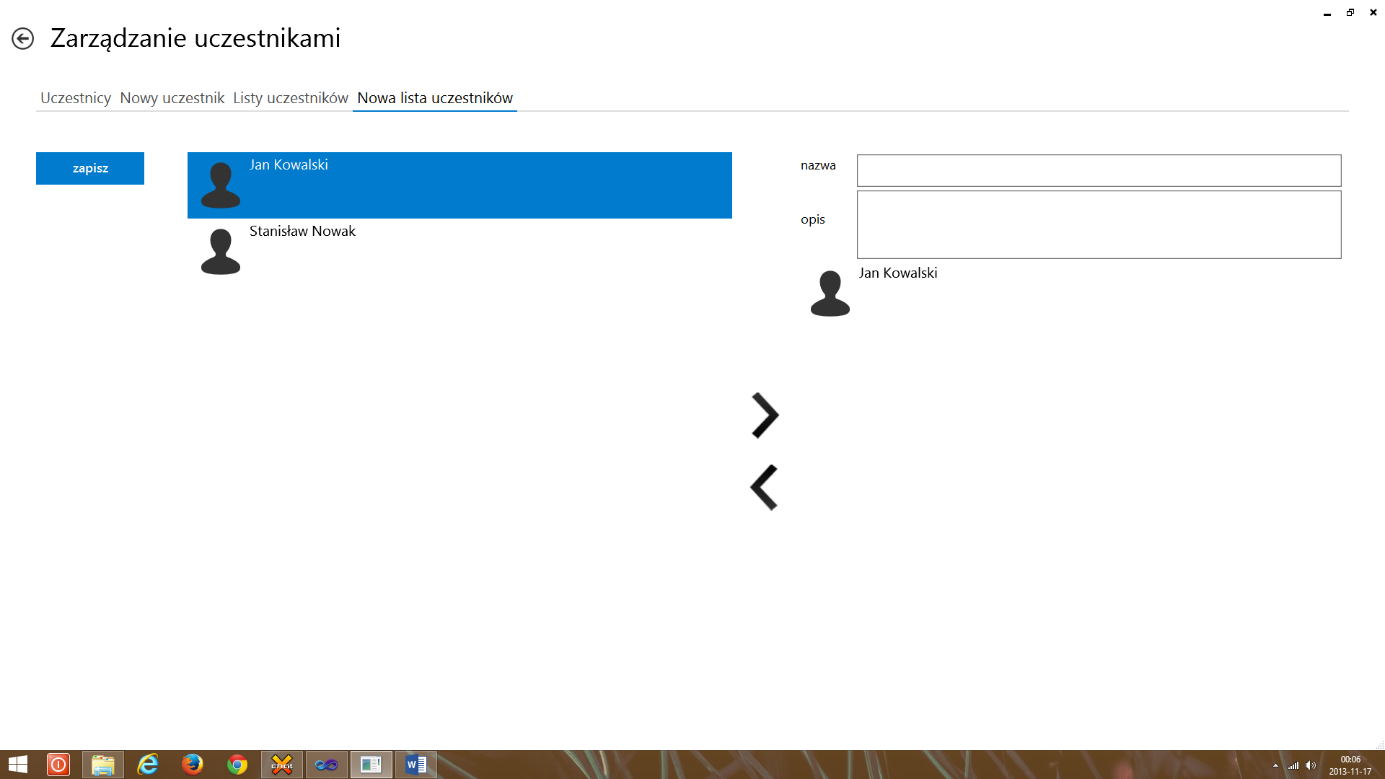 Zarządzanie uczestnikami
Uczestnicy Nowy uczestnik Listy uczestników Nowa lista uczestników
zapisz
Jan Kowalski
Stanisław Nowak
nazwa
opis
Jan Kowalski
00:06
2013-11-17